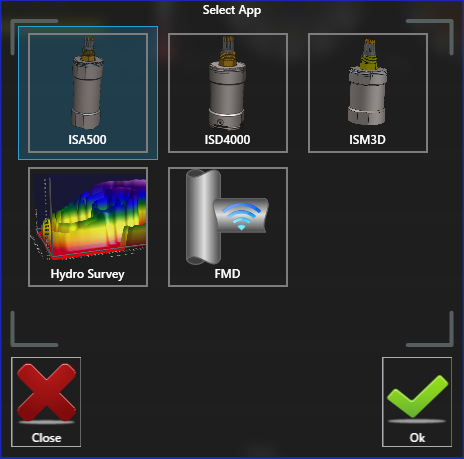 Select App
ISA500
ISD4000
ISM3D
Hydro Survey
FMD
Close
Ok